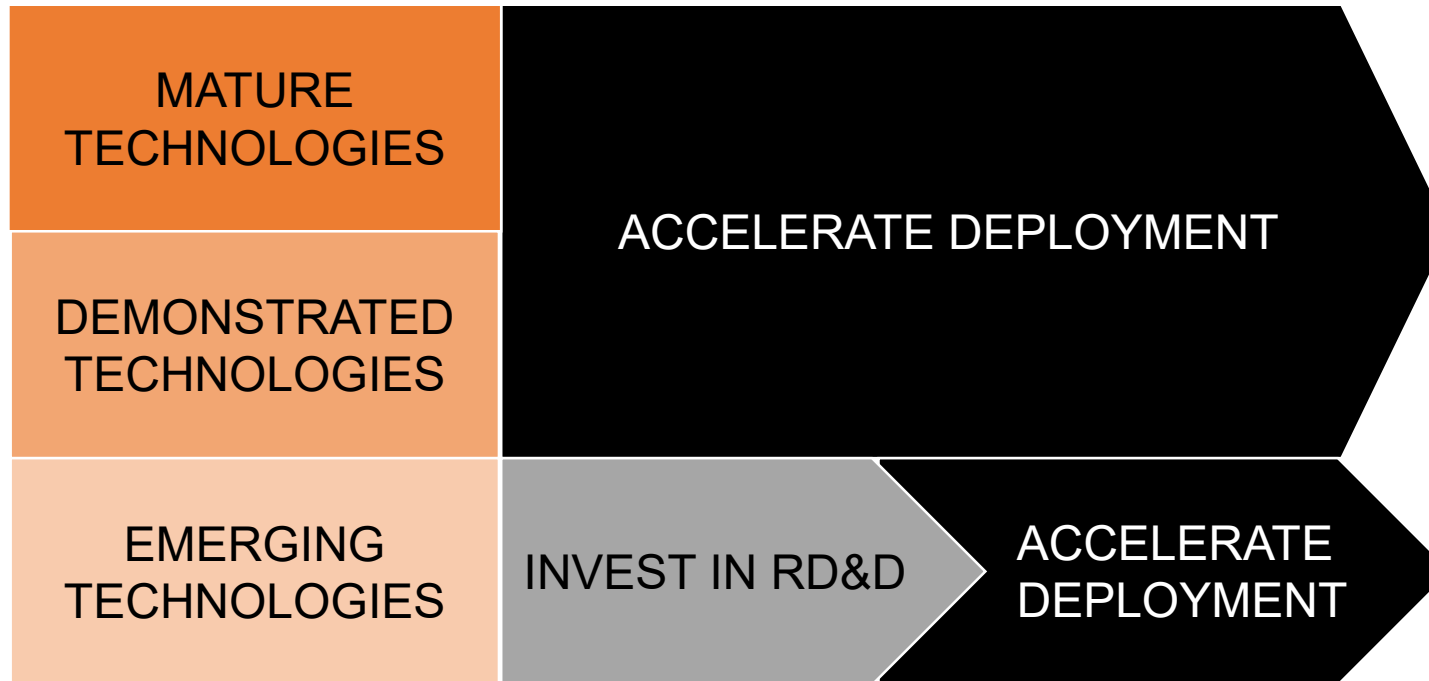 MATURE
TECHNOLOGIES
ACCELERATE DEPLOYMENT
DEMONSTRATED
TECHNOLOGIES
EMERGING
TECHNOLOGIES
INVEST IN RD&D
ACCELERATE
DEPLOYMENT